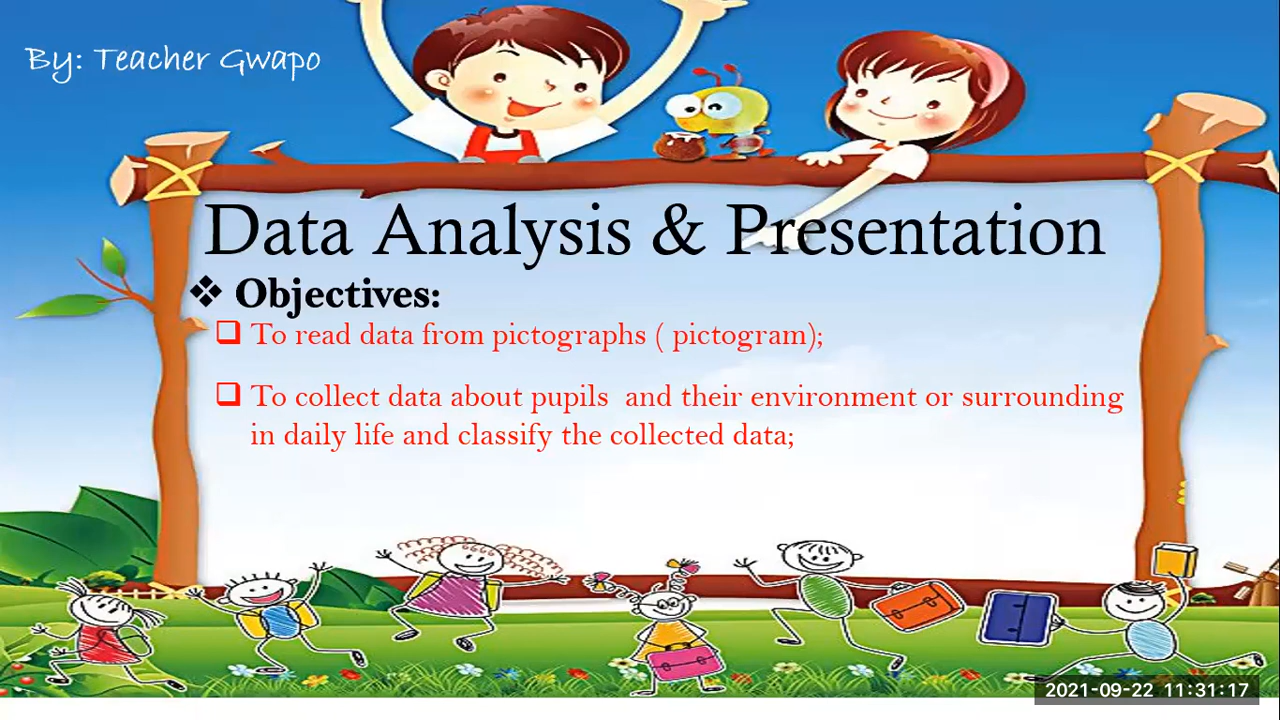 By: Teacher Gwapo
Data Analysis & Presentation
❖ Objectives:
❑ To read data from pictographs ( pictogram);
❑ To collect data about pupils  and their environment or surrounding
in daily life and classify the collected data;
2021-09-22 11:31:17